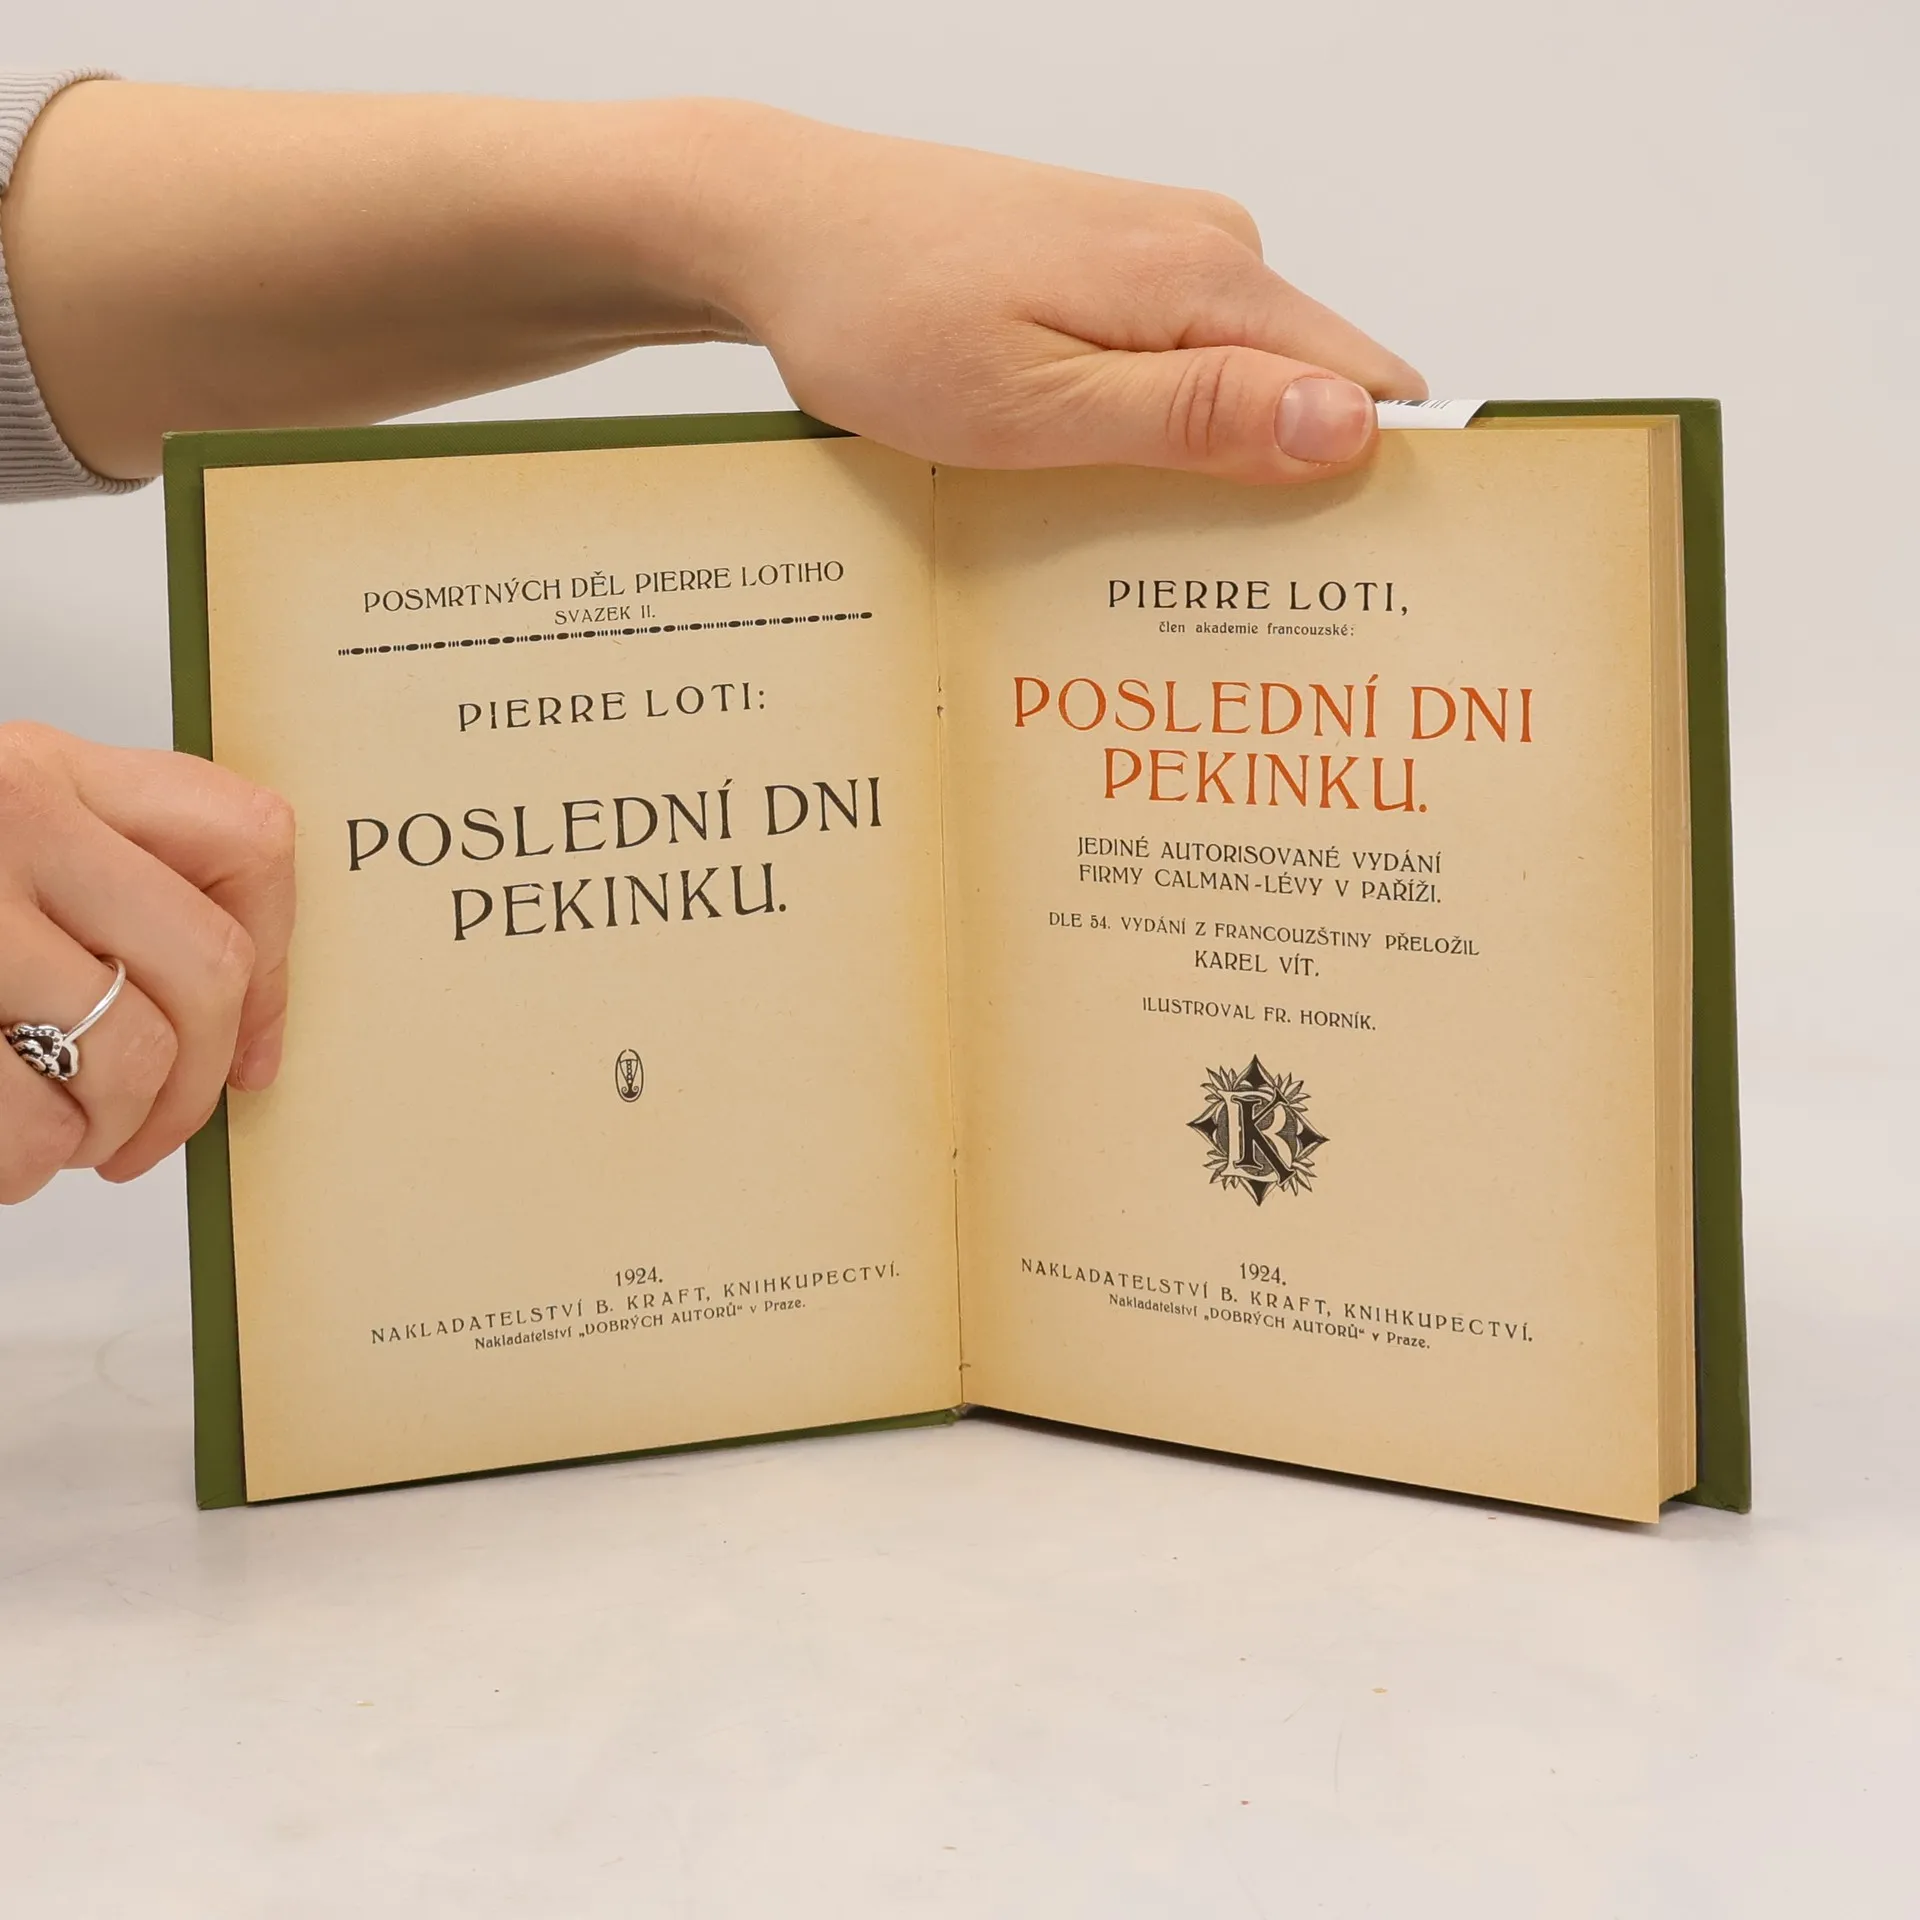 POSMRTNÝCH DĚL PIERRE LOTIHO
SVAZEK II.
PIERRE LOTI:
POSLEDNÍ DNI
PEKINKU.
1924.
NAKLADATELSTVÍ B. KRAFT, KNIHKUPECTVÍ.
Nakladatelství „DOBRÝCH AUTORŮ“ v Praze.
PIERRE LOTI,
člen akademie francouzské:
POSLEDNÍ DNI
PEKINKU.
JEDINÉ AUTORISOVANÉ VYDÁNÍ
FIRMY CALMAN-LÉVY V PAŘÍŽI.
DLE 54. VYDÁNÍ Z FRANCOUZŠTINY PŘELOŽIL
KAREL VÍT.
ILUSTROVAL FR. HORNÍK.
BK
1924.
NAKLADATELSTVÍ B. KRAFT, KNIHKUPECTVÍ.
Nakladatelství „DOBRÝCH AUTORŮ“ v Praze.